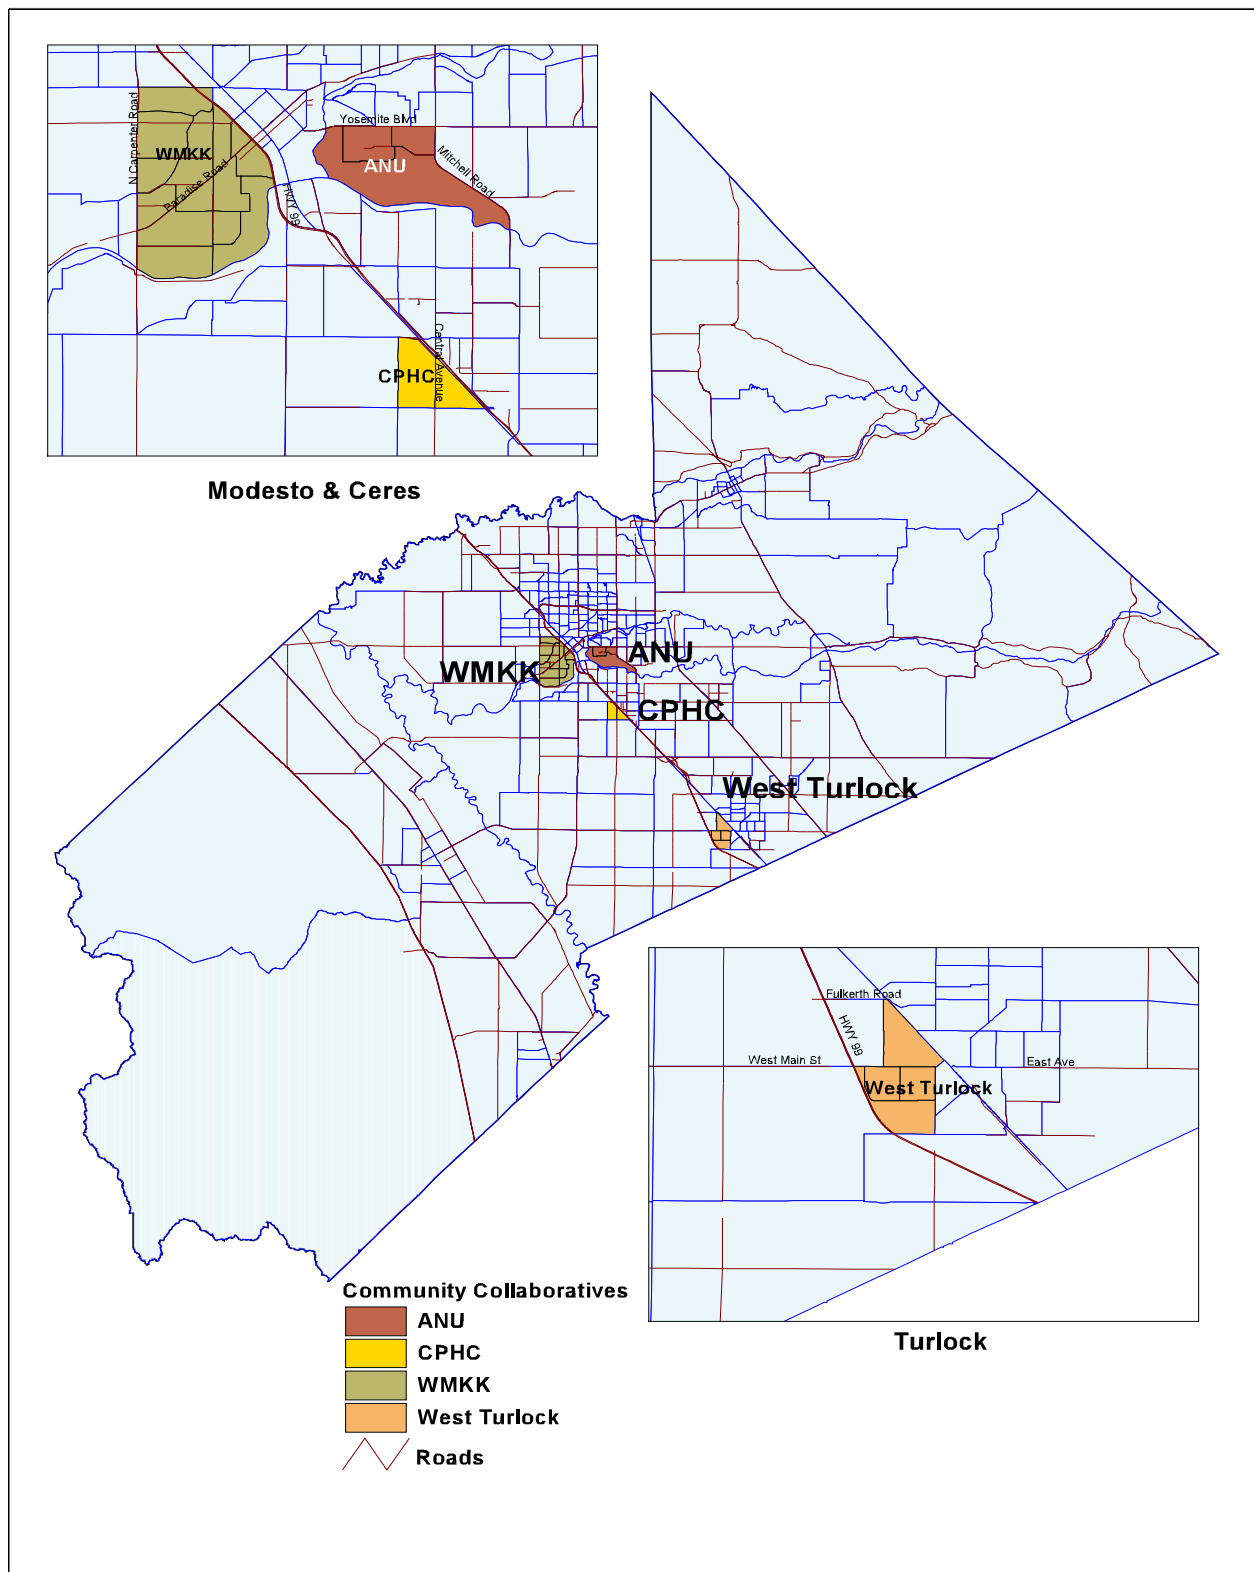 Yosemite Blvd
N Carpenter Road
WMKK
ANU
Mitchell Road
Paradise Road
HWY 99
Central Avenue
CPHC
Modesto & Ceres
ANU
WMKK
CPHC
West Turlock
Fulkerth Road
HWY 99
West Main St
East Ave
West Turlock
Turlock
Community Collaboratives
ANU
CPHC
WMKK
West Turlock
Roads